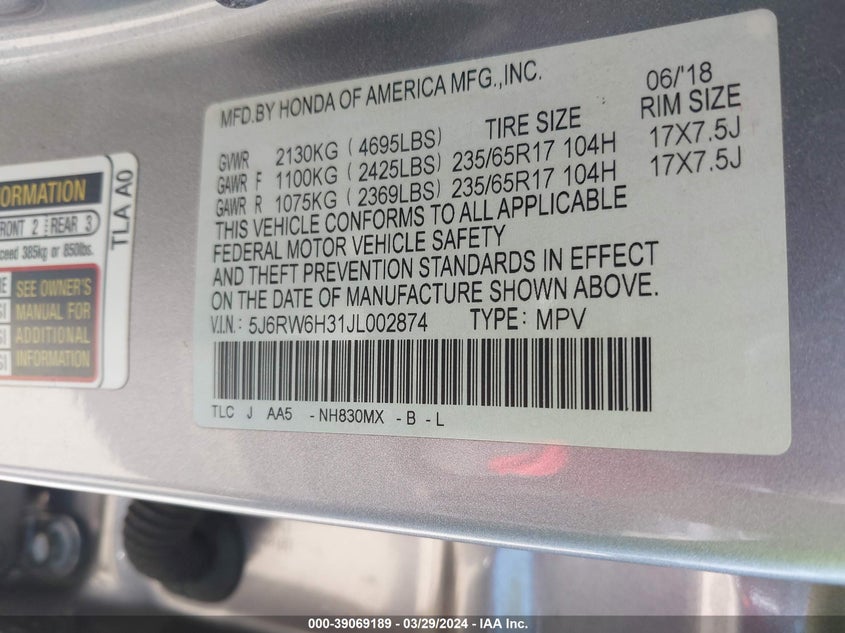 MFD.BY HONDA OF AMERICA MFG.,INC. 06/'18
TIRE SIZE RIM SIZE
GVWR 2130KG (4695LBS)
GAWR F 1100KG (2425LBS) 235/65R17 104H 17X7.5J
GAWR R 1075KG (2369LBS) 235/65R17 104H 17X7.5J
THIS VEHICLE CONFORMS TO ALL APPLICABLE
FEDERAL MOTOR VEHICLE SAFETY
AND THEFT PREVENTION STANDARDS IN EFFECT
ON THE DATE OF MANUFACTURE SHOWN ABOVE.
V.I.N.: 5J6RW6H31JL002874 TYPE: MPV
TLC J AA5 -NH830MX -B -L
FRONT 2 REAR 3
385kg or 850lbs.
SEE OWNER'S
MANUAL FOR
ADDITIONAL
INFORMATION
TLA A0
000-39069189 - 03/29/2024 - IAA Inc.